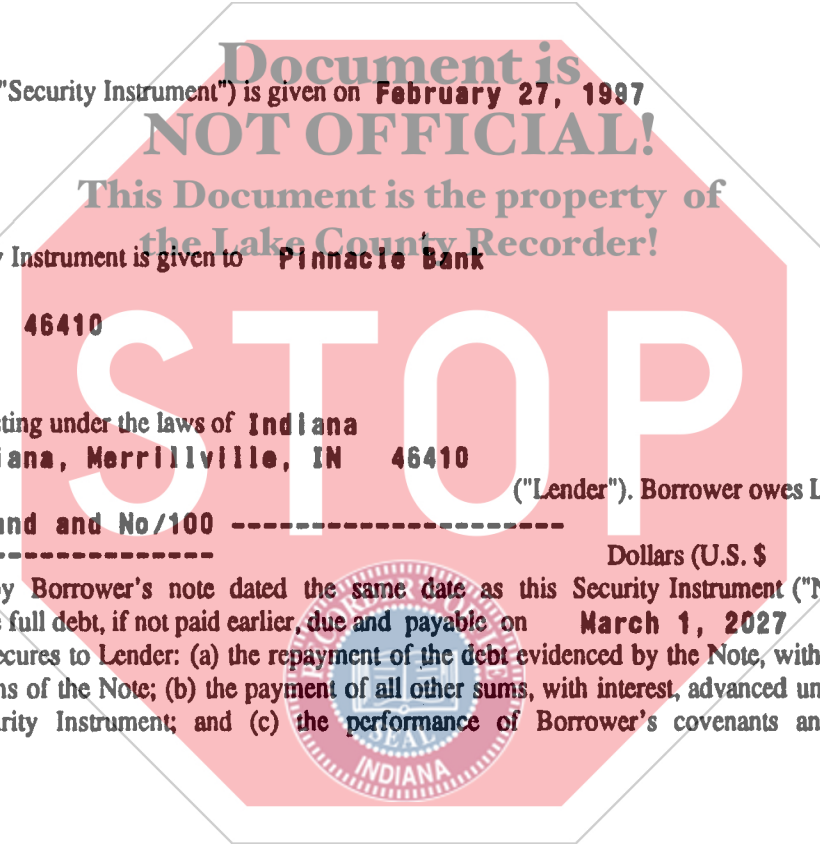 Document is
"Security Instrument") is given on February 27, 1997
NOT OFFICIAL!
This Document is the property of
the Lake County Recorder!
Instrument is given to Pinnacle Bank
46410
STOP
ting under the laws of Indiana
iana, Merrillville, IN 46410
("Lender"). Borrower owes L
and and No/100 ----------------------
---------------
Dollars (U.S. $
y Borrower's note dated the same date as this Security Instrument ("N
full debt, if not paid earlier, due and payable on March 1, 2027
ecures to Lender: (a) the repayment of the debt evidenced by the Note, with
ns of the Note; (b) the payment of all other sums, with interest, advanced un
rity Instrument; and (c) the performance of Borrower's covenants an
RECORDER'S OFFICE
SEAL
INDIANA